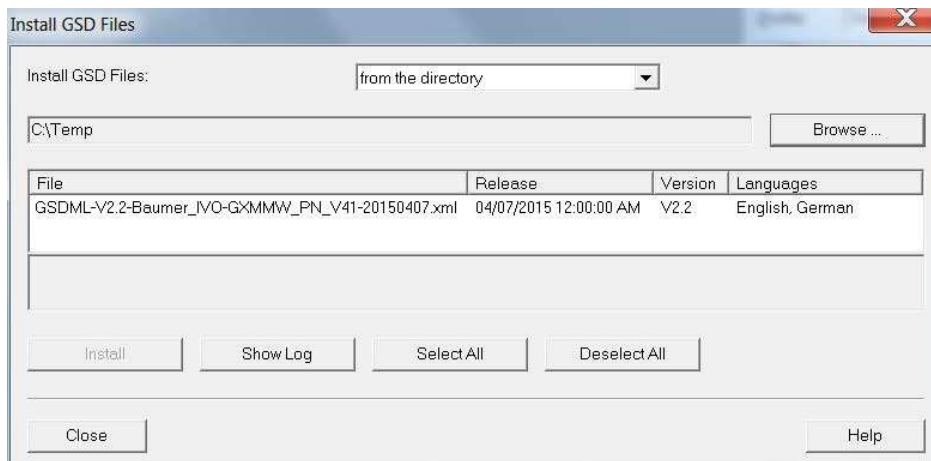 Install GSD Files
Install GSD Files: from the directory
C:\Temp Browse ...
File Release Version Languages
GSDML-V2.2-Baumer_IVO-GXMMW_PN_V41-20150407.xml 04/07/2015 12:00:00 AM V2.2 English, German
Install Show Log Select All Deselect All
Close Help